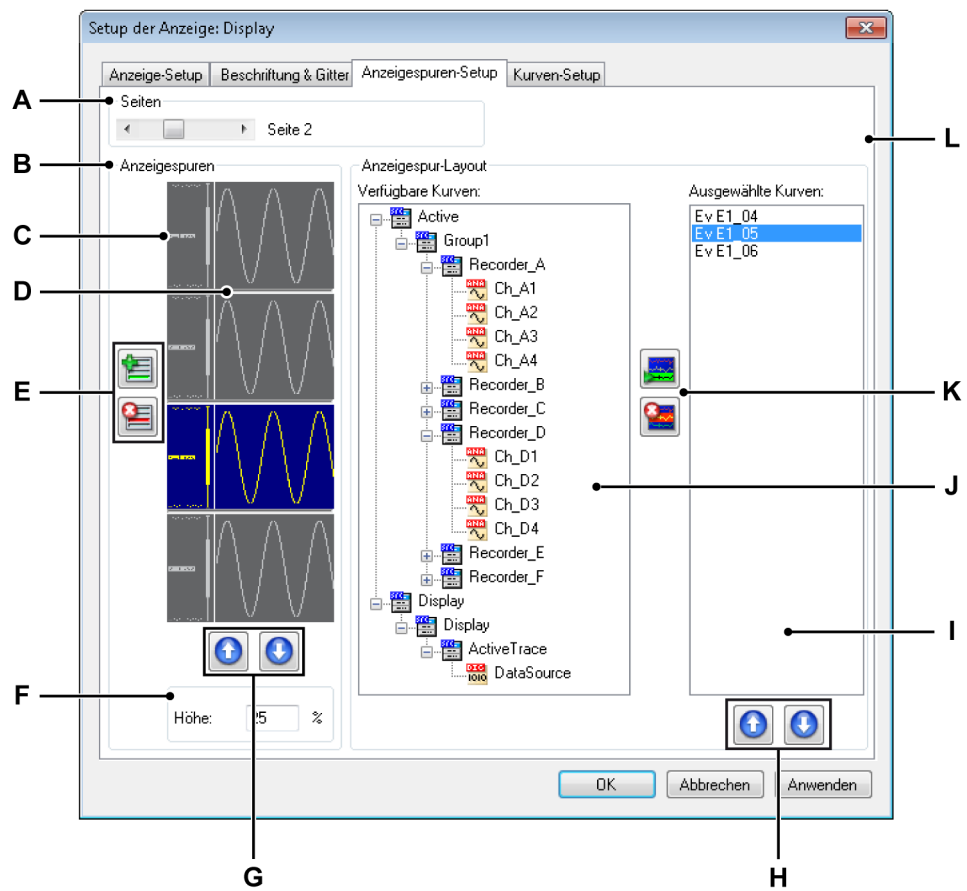 Setup der Anzeige: Display
Anzeige-Setup
Beschriftung & Gitter
Anzeigespuren-Setup
Kurven-Setup
A
Seiten
Seite 2
L
B
Anzeigespuren
Anzeigespur-Layout
Verfügbare Kurven:
Ausgewählte Kurven:
Active
Group1
Recorder_A
Ch_A1
Ch_A2
Ch_A3
Ch_A4
Recorder_B
Recorder_C
Recorder_D
Ch_D1
Ch_D2
Ch_D3
Ch_D4
Recorder_E
Recorder_F
Display
Display
ActiveTrace
DataSource
Ev E1_04
Ev E1_05
Ev E1_06
C
D
E
K
J
I
F
Höhe: 25 %
OK
Abbrechen
Anwenden
G
H